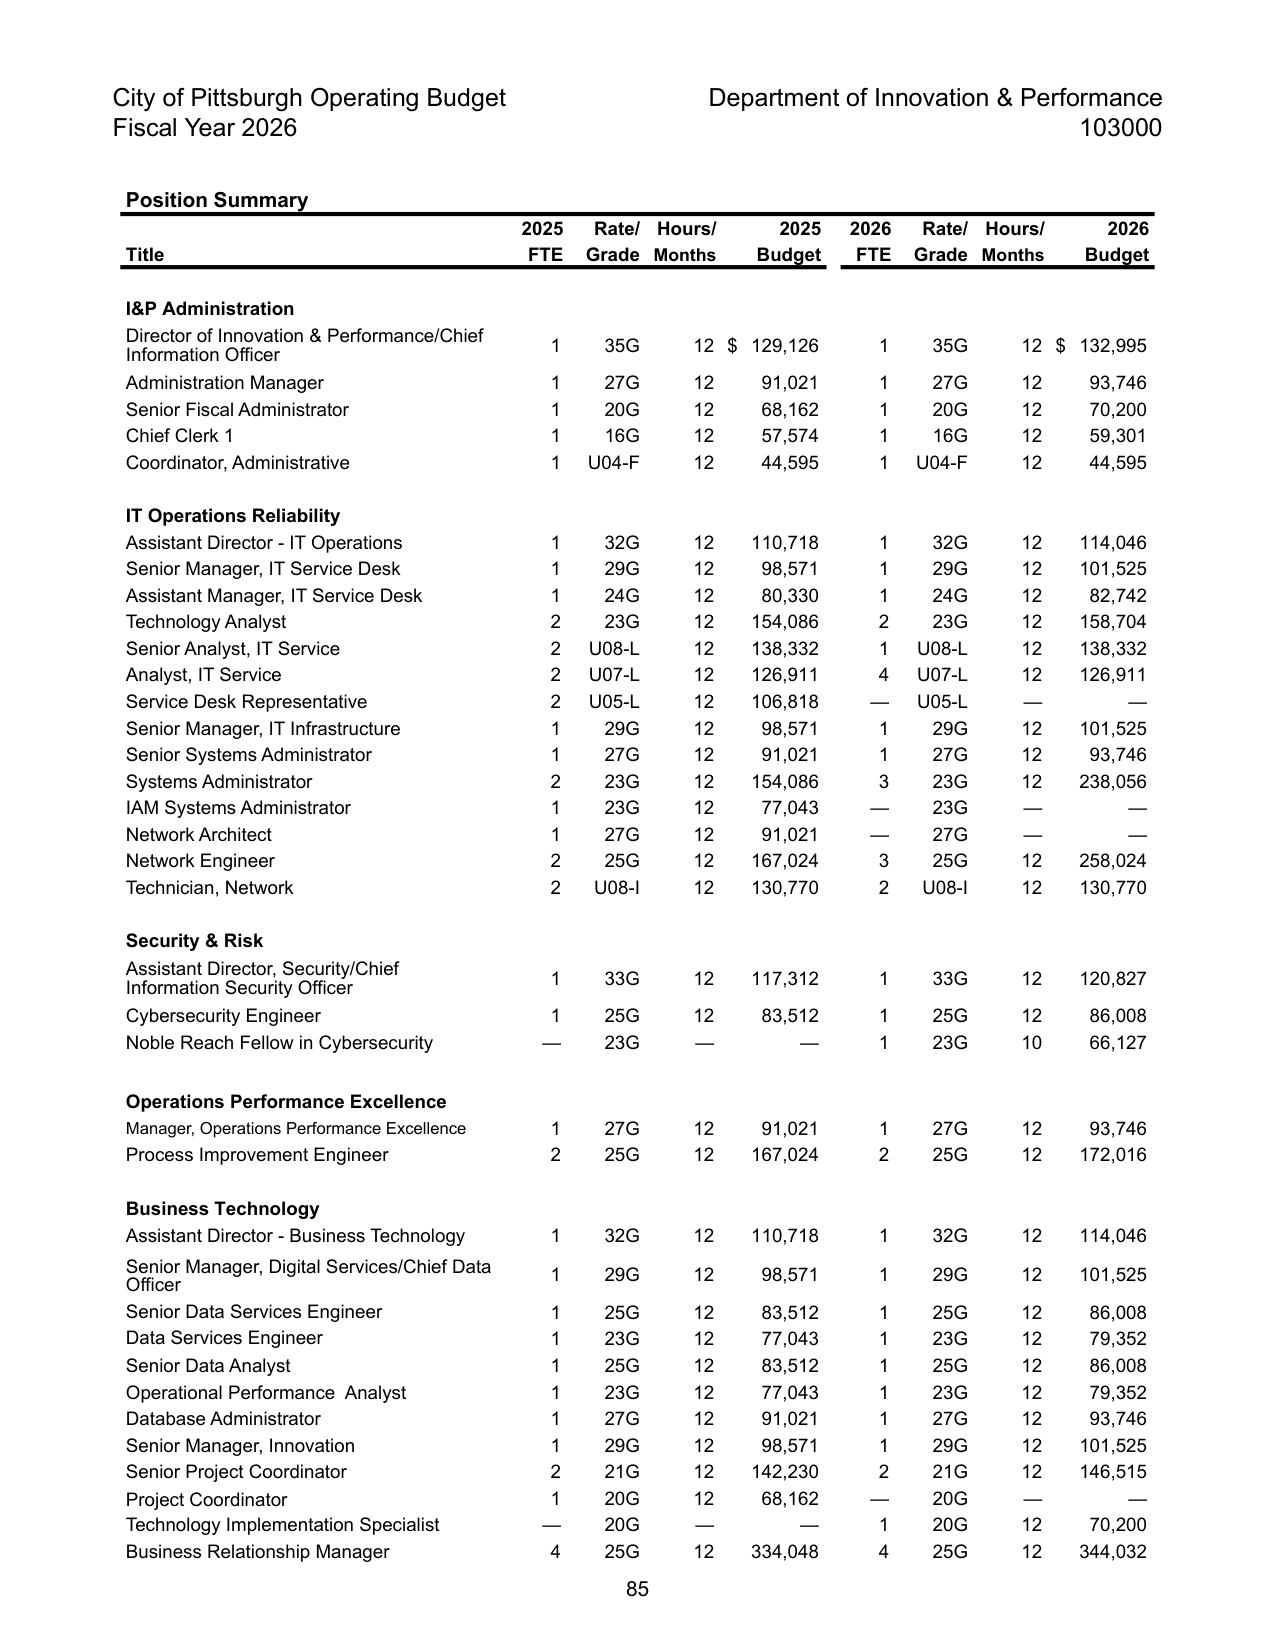 City of Pittsburgh Operating Budget Department of Innovation & Performance
Fiscal Year 2026 103000
Position Summary
2025 Rate/ Hours/ 2025 2026 Rate/ Hours/ 2026
Title FTE Grade Months Budget FTE Grade Months Budget
I&P Administration
Director of Innovation & Performance/Chief
Information Officer 1 35G 12 $ 129,126 1 35G 12 $ 132,995
Administration Manager 1 27G 12 91,021 1 27G 12 93,746
Senior Fiscal Administrator 1 20G 12 68,162 1 20G 12 70,200
Chief Clerk 1 1 16G 12 57,574 1 16G 12 59,301
Coordinator, Administrative 1 U04-F 12 44,595 1 U04-F 12 44,595
IT Operations Reliability
Assistant Director - IT Operations 1 32G 12 110,718 1 32G 12 114,046
Senior Manager, IT Service Desk 1 29G 12 98,571 1 29G 12 101,525
Assistant Manager, IT Service Desk 1 24G 12 80,330 1 24G 12 82,742
Technology Analyst 2 23G 12 154,086 2 23G 12 158,704
Senior Analyst, IT Service 2 U08-L 12 138,332 1 U08-L 12 138,332
Analyst, IT Service 2 U07-L 12 126,911 4 U07-L 12 126,911
Service Desk Representative 2 U05-L 12 106,818 — U05-L — —
Senior Manager, IT Infrastructure 1 29G 12 98,571 1 29G 12 101,525
Senior Systems Administrator 1 27G 12 91,021 1 27G 12 93,746
Systems Administrator 2 23G 12 154,086 3 23G 12 238,056
IAM Systems Administrator 1 23G 12 77,043 — 23G — —
Network Architect 1 27G 12 91,021 — 27G — —
Network Engineer 2 25G 12 167,024 3 25G 12 258,024
Technician, Network 2 U08-I 12 130,770 2 U08-I 12 130,770
Security & Risk
Assistant Director, Security/Chief
Information Security Officer 1 33G 12 117,312 1 33G 12 120,827
Cybersecurity Engineer 1 25G 12 83,512 1 25G 12 86,008
Noble Reach Fellow in Cybersecurity — 23G — — 1 23G 10 66,127
Operations Performance Excellence
Manager, Operations Performance Excellence 1 27G 12 91,021 1 27G 12 93,746
Process Improvement Engineer 2 25G 12 167,024 2 25G 12 172,016
Business Technology
Assistant Director - Business Technology 1 32G 12 110,718 1 32G 12 114,046
Senior Manager, Digital Services/Chief Data
Officer 1 29G 12 98,571 1 29G 12 101,525
Senior Data Services Engineer 1 25G 12 83,512 1 25G 12 86,008
Data Services Engineer 1 23G 12 77,043 1 23G 12 79,352
Senior Data Analyst 1 25G 12 83,512 1 25G 12 86,008
Operational Performance Analyst 1 23G 12 77,043 1 23G 12 79,352
Database Administrator 1 27G 12 91,021 1 27G 12 93,746
Senior Manager, Innovation 1 29G 12 98,571 1 29G 12 101,525
Senior Project Coordinator 2 21G 12 142,230 2 21G 12 146,515
Project Coordinator 1 20G 12 68,162 — 20G — —
Technology Implementation Specialist — 20G — — 1 20G 12 70,200
Business Relationship Manager 4 25G 12 334,048 4 25G 12 344,032
85